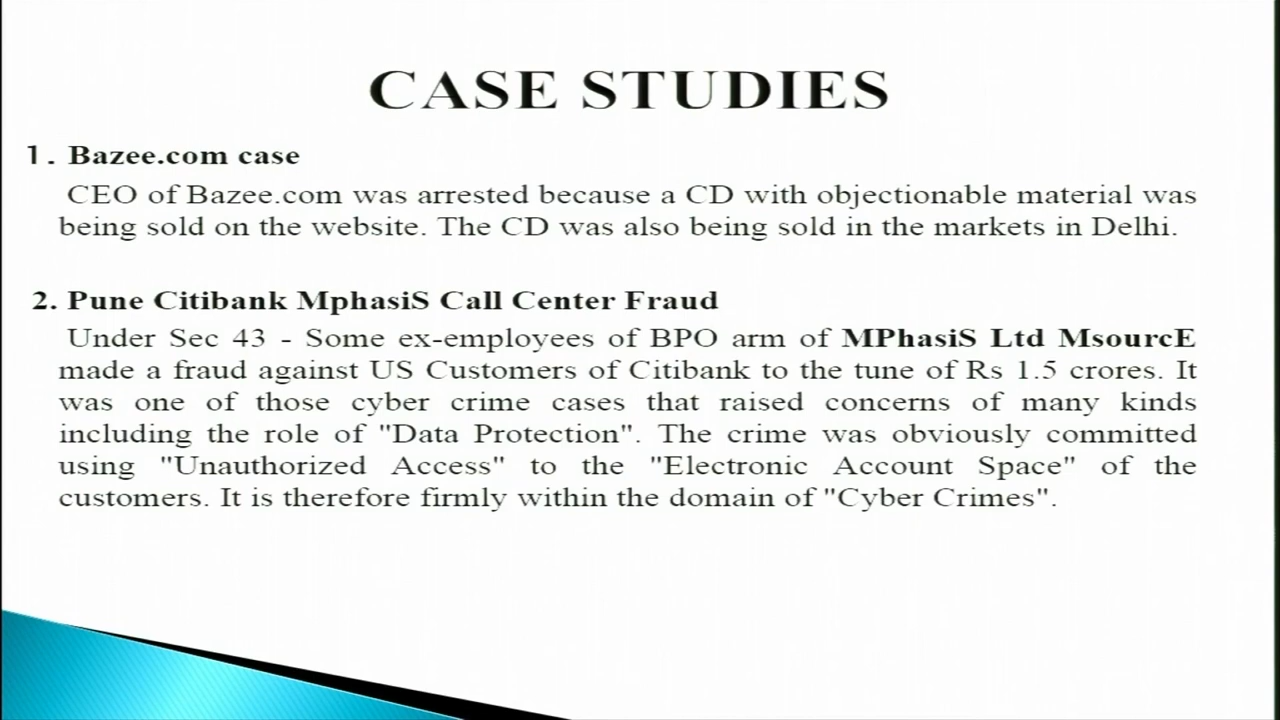 CASE STUDIES
1. Bazee.com case
CEO of Bazee.com was arrested because a CD with objectionable material was
being sold on the website. The CD was also being sold in the markets in Delhi.
2. Pune Citibank MphasiS Call Center Fraud
Under Sec 43 - Some ex-employees of BPO arm of MPhasiS Ltd MsourcE
made a fraud against US Customers of Citibank to the tune of Rs 1.5 crores. It
was one of those cyber crime cases that raised concerns of many kinds
including the role of "Data Protection". The crime was obviously committed
using "Unauthorized Access" to the "Electronic Account Space" of the
customers. It is therefore firmly within the domain of "Cyber Crimes".